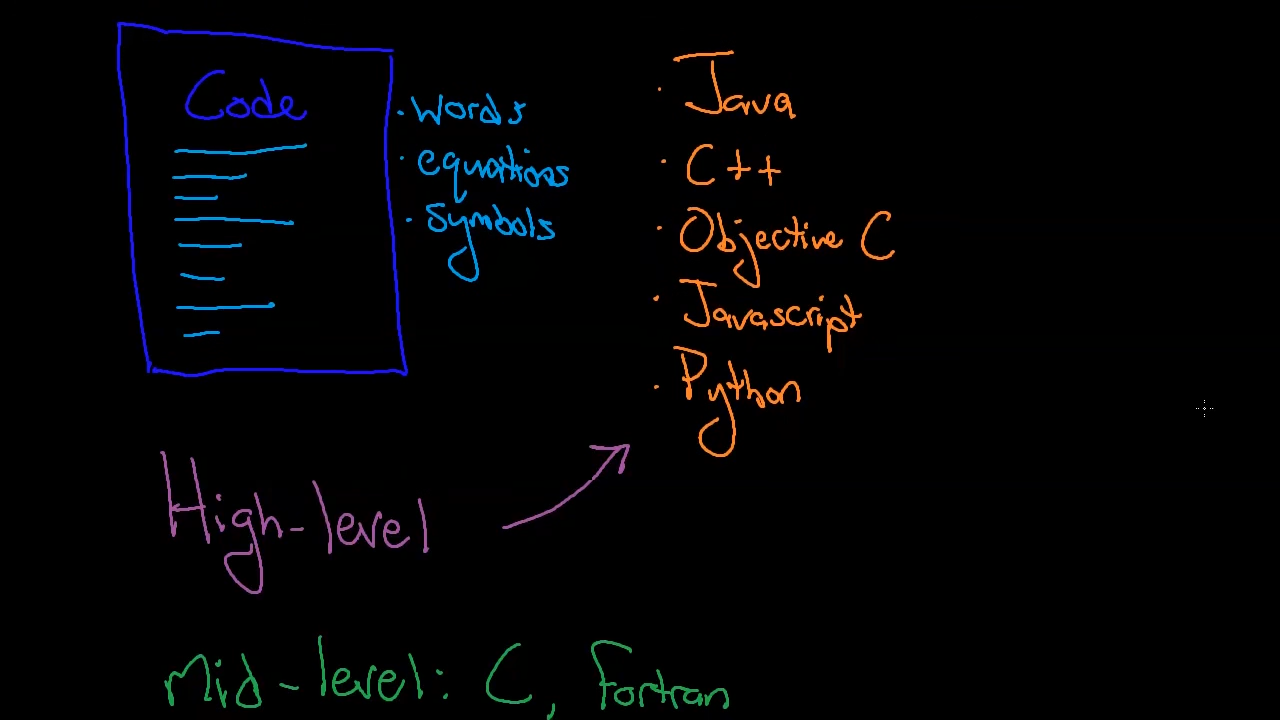 Code
· Words
· equations
· Symbols
· Java
· C++
· Objective C
· Javascript
· Python
High-level
Mid-level: C, Fortran